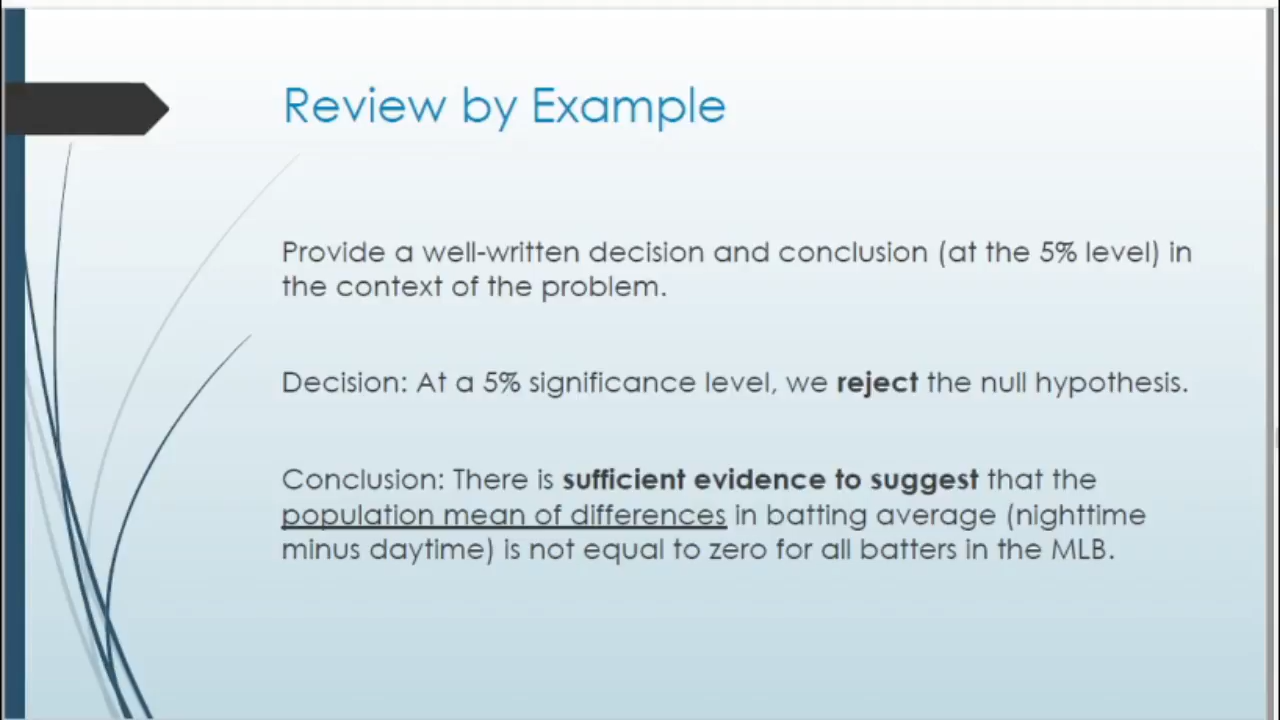 Review by Example
Provide a well-written decision and conclusion (at the 5% level) in
the context of the problem.
Decision: At a 5% significance level, we reject the null hypothesis.
Conclusion: There is sufficient evidence to suggest that the
population mean of differences in batting average (nighttime
minus daytime) is not equal to zero for all batters in the MLB.